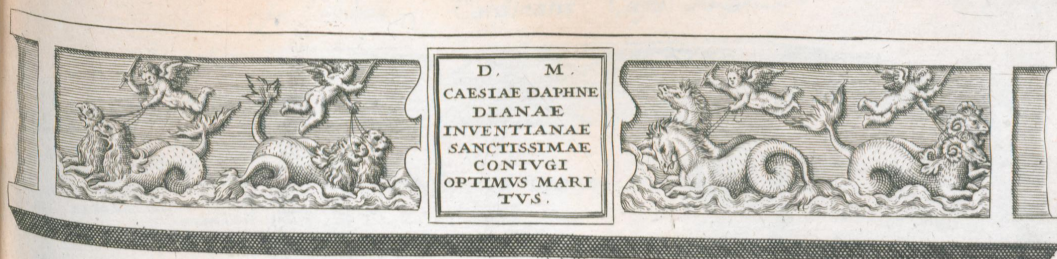 D. M.
CAESIAE DAPHNE
DIANAE
INVENTIANAE
SANCTISSIMAE
CONIVGI
OPTIMVS MARI
TVS.